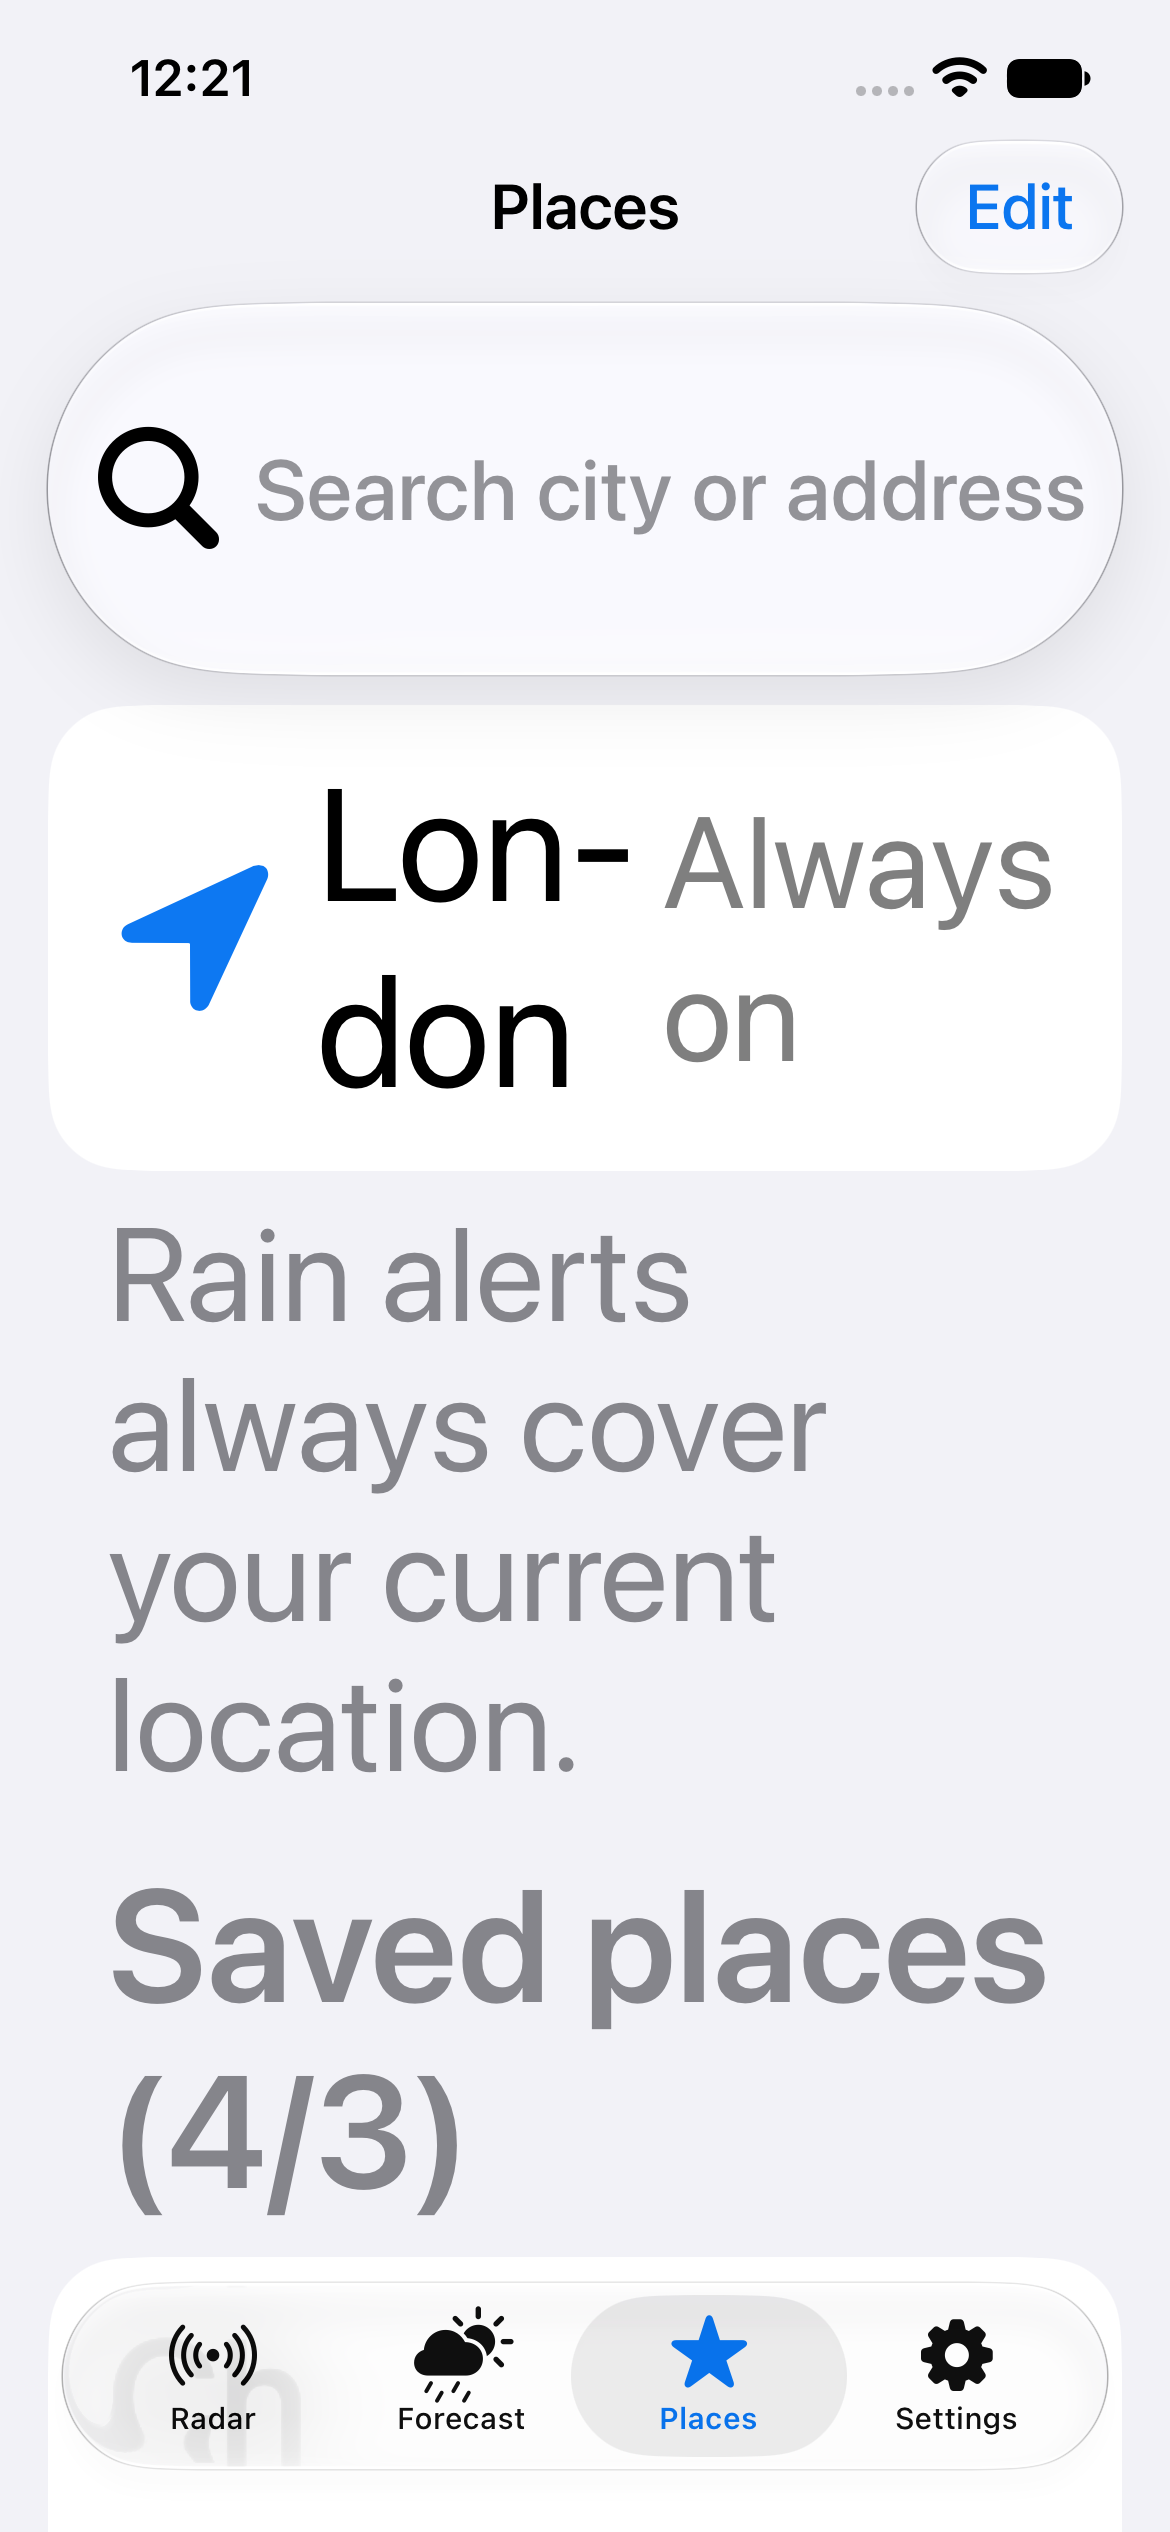 12:21
Places
Edit
Search city or address
Lon-
don
Always
on
Rain alerts
always cover
your current
location.
Saved places
(4/3)
Radar
Forecast
Places
Settings